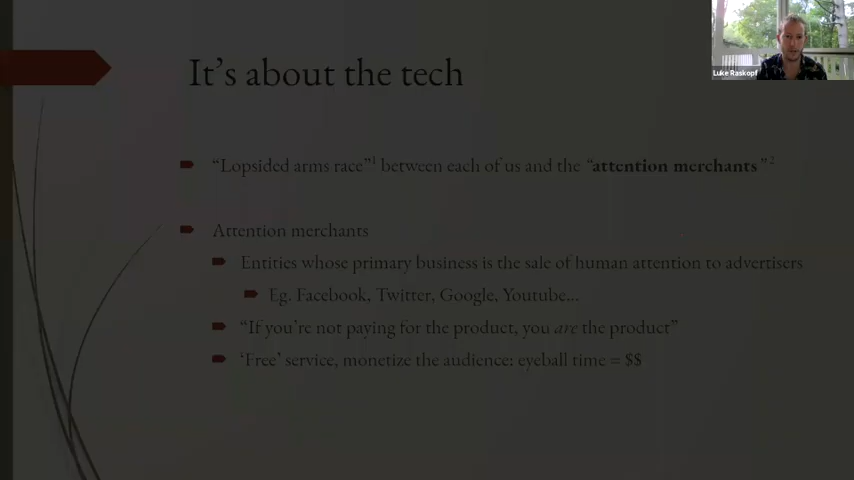 It's about the tech
Luke Raskopf
“Lopsided arms race”1 between each of us and the “attention merchants” 2
Attention merchants
Entities whose primary business is the sale of human attention to advertisers
Eg. Facebook, Twitter, Google, Youtube...
“If you're not paying for the product, you are the product”
‘Free’ service, monetize the audience: eyeball time = $$